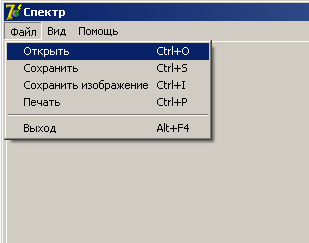 Спектр
Файл Вид Помощь
Открыть Ctrl+O
Сохранить Ctrl+S
Сохранить изображение Ctrl+I
Печать Ctrl+P
Выход Alt+F4